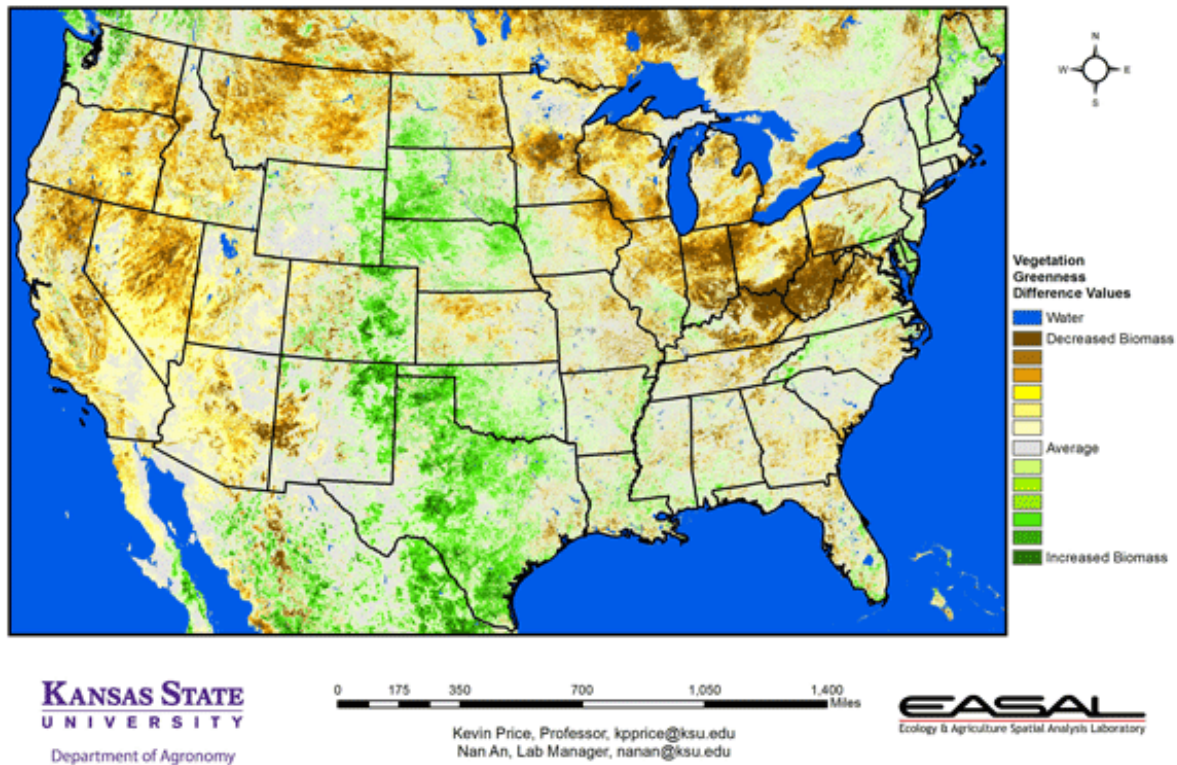 N
W E
S
Vegetation
Greenness
Difference Values
Water
Decreased Biomass
Average
Increased Biomass
KANSAS STATE
UNIVERSITY
Department of Agronomy
0 175 350 700 1,050 1,400
Miles
Kevin Price, Professor, kpprice@ksu.edu
Nan An, Lab Manager, nanan@ksu.edu
EASAL
Ecology & Agriculture Spatial Analysis Laboratory